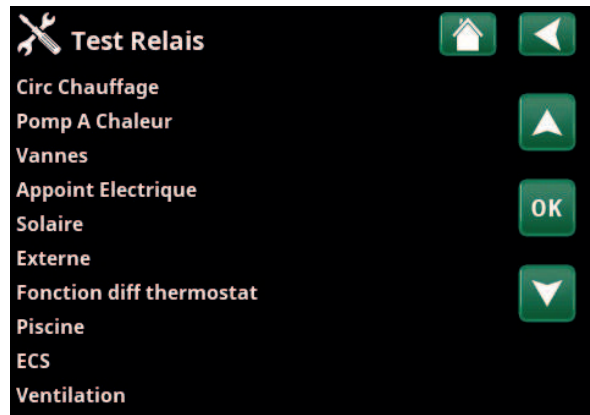 Test Relais
Circ Chauffage
Pomp A Chaleur
Vannes
Appoint Electrique
OK
Solaire
Externe
Fonction diff thermostat
Piscine
ECS
Ventilation